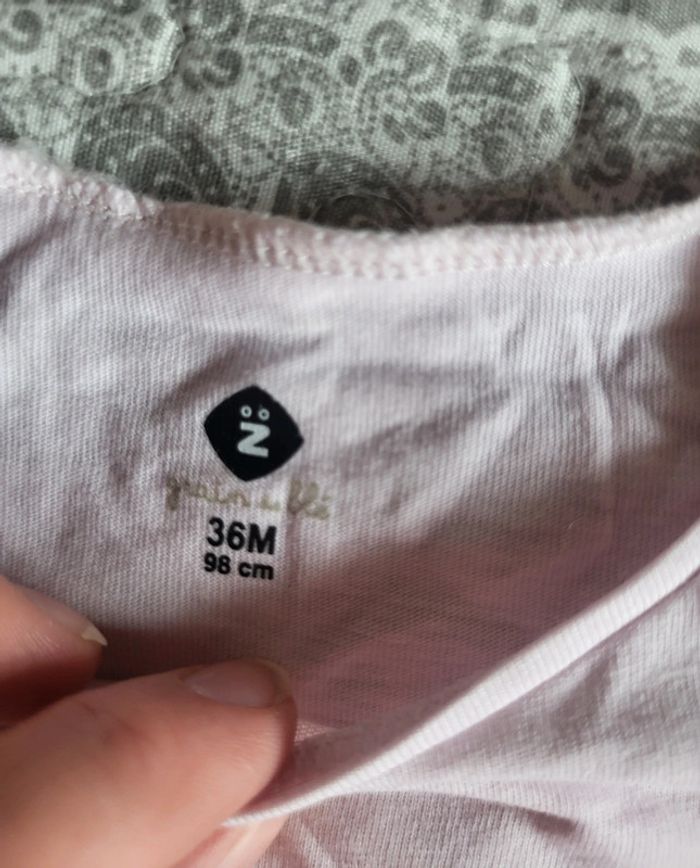 N
grain de blé
36M
98 cm